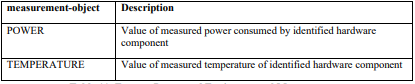 measurement-object Description
POWER Value of measured power consumed by identified hardware
component
TEMPERATURE Value of measured temperature of identified hardware component